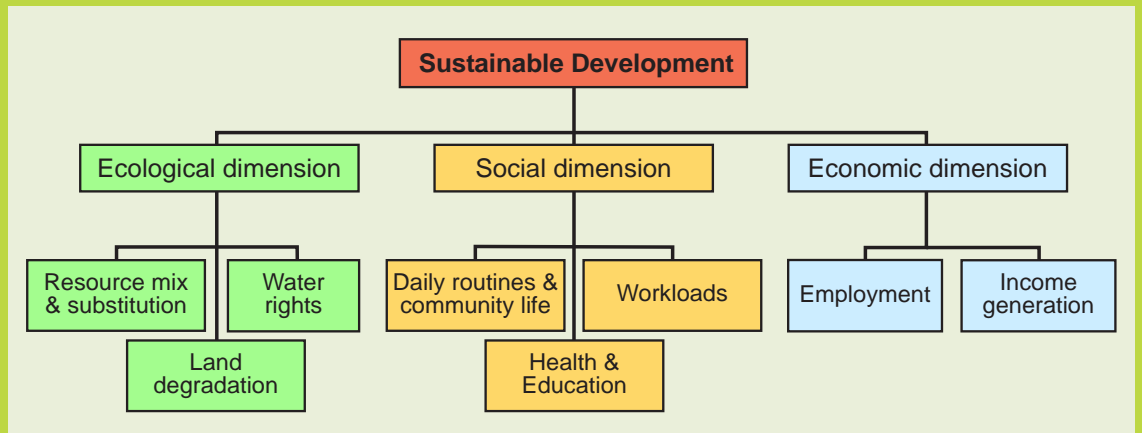 Sustainable Development
Ecological dimension
Social dimension
Economic dimension
Resource mix
& substitution
Water
rights
Land
degradation
Daily routines &
community life
Workloads
Health &
Education
Employment
Income
generation